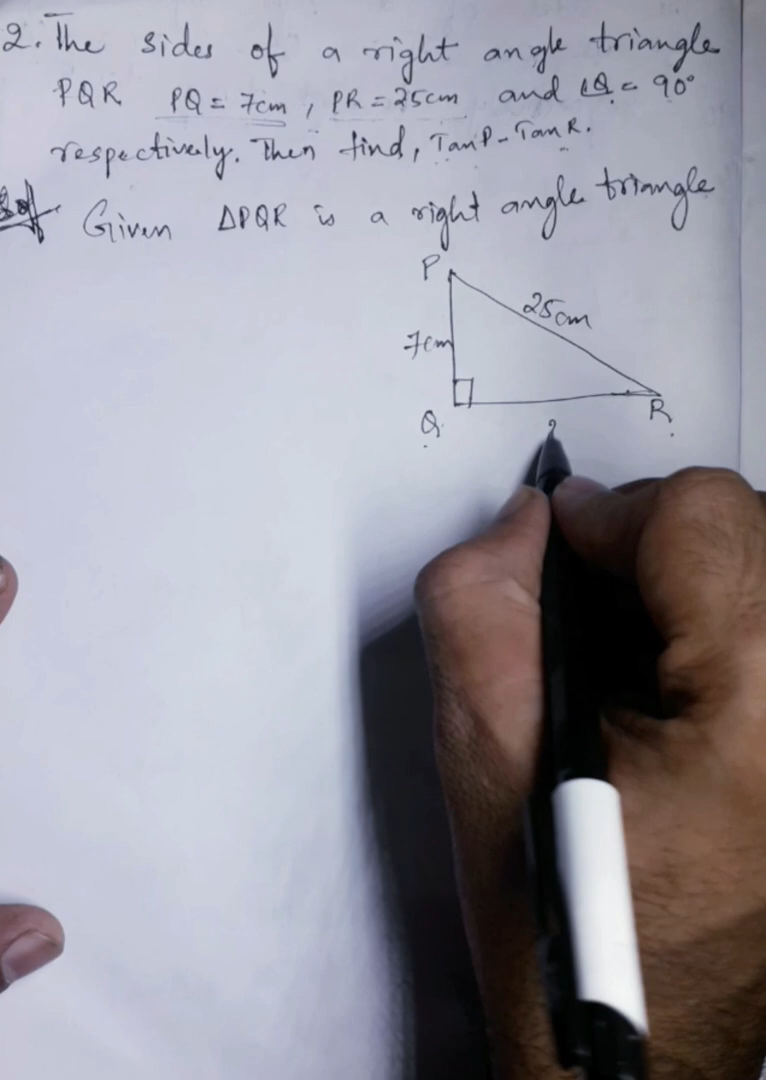 2. The sides of a right angle triangle
PQR PQ = 7cm, PR = 25cm and ∠Q = 90°
respectively. Then find, TanP - TanR.
Sol Given ΔPQR is a right angle triangle
P
25cm
7cm
Q
R
?